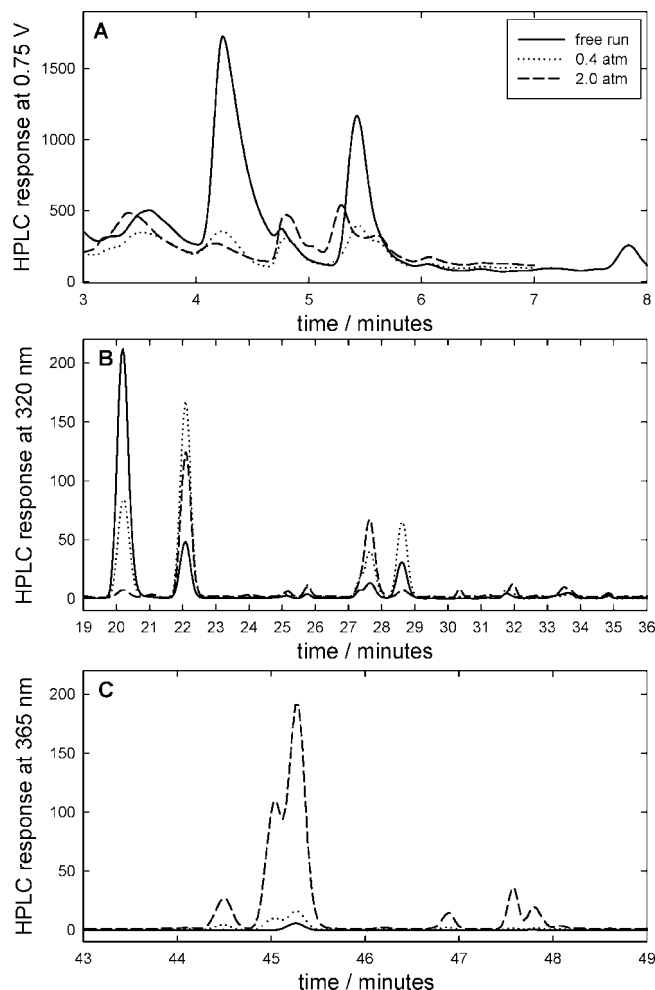 A
HPLC response at 0.75 V
1500
1000
500
0
free run
0.4 atm
2.0 atm
3 4 5 6 7 8
time / minutes
B
HPLC response at 320 nm
200
150
100
50
0
19 20 21 22 23 24 25 26 27 28 29 30 31 32 33 34 35 36
time / minutes
C
HPLC response at 365 nm
200
150
100
50
0
43 44 45 46 47 48 49
time / minutes